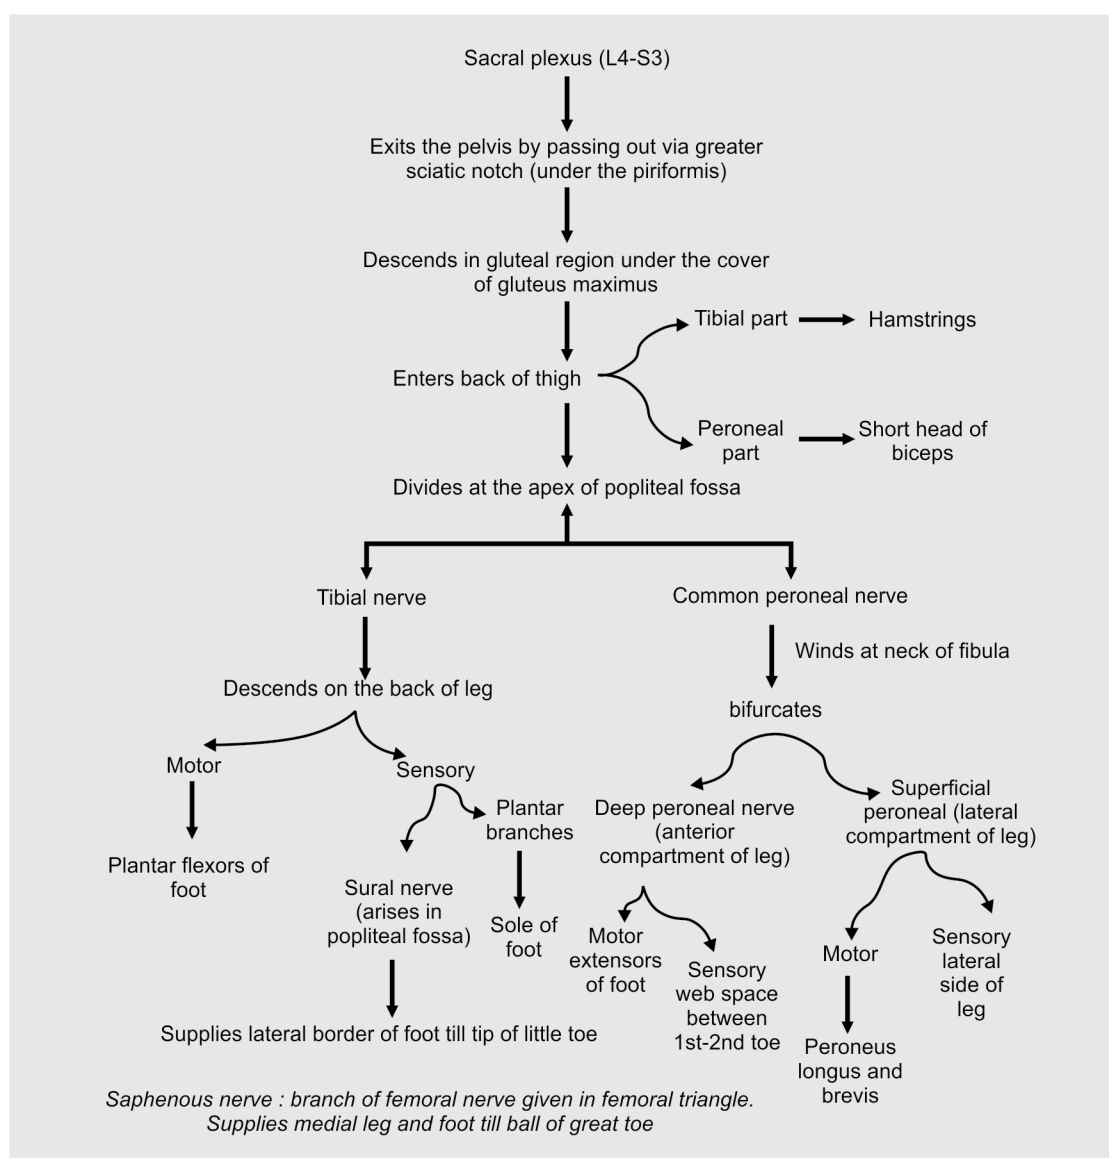 Sacral plexus (L4-S3)
Exits the pelvis by passing out via greater
sciatic notch (under the piriformis)
Descends in gluteal region under the cover
of gluteus maximus
Tibial part
Hamstrings
Enters back of thigh
Peroneal
part
Short head of
biceps
Divides at the apex of popliteal fossa
Tibial nerve
Common peroneal nerve
Winds at neck of fibula
Descends on the back of leg
bifurcates
Motor
Sensory
Plantar flexors of
foot
Plantar
branches
Sural nerve
(arises in
popliteal fossa)
Sole of
foot
Supplies lateral border of foot till tip of little toe
Deep peroneal nerve
(anterior
compartment of leg)
Superficial
peroneal (lateral
compartment of leg)
Motor
extensors
of foot
Sensory
web space
between
1st-2nd toe
Motor
Sensory
lateral
side of
leg
Peroneus
longus and
brevis
Saphenous nerve : branch of femoral nerve given in femoral triangle.
Supplies medial leg and foot till ball of great toe